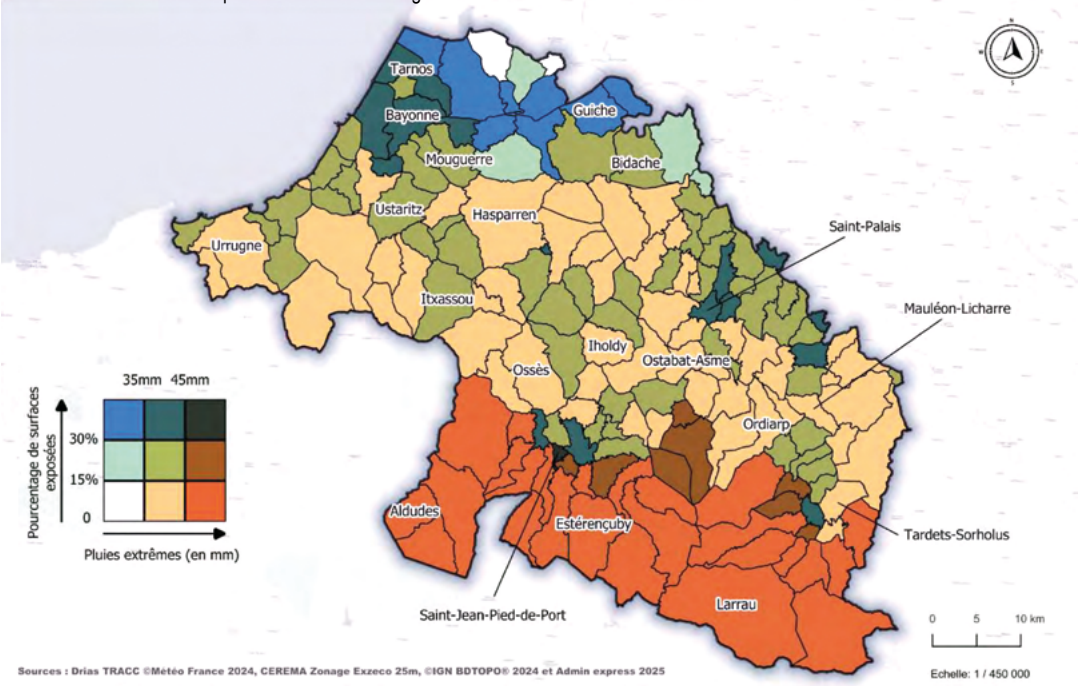 N
W
E
S
Tarnos
Bayonne
Guiche
Mouguerre
Bidache
Ustaritz
Hasparren
Saint-Palais
Urrugne
Itxassou
Mauléon-Licharre
Iholdy
Ostabat-Asme
Ossès
35mm 45mm
Pourcentage de surfaces
exposées
30%
15%
0
Pluies extrêmes (en mm)
Ordiarp
Aldudes
Estérençuby
Tardets-Sorholus
Larrau
Saint-Jean-Pied-de-Port
0 5 10 km
Echelle: 1 / 450 000
Sources : Drias TRACC ©Météo France 2024, CEREMA Zonage Exzeco 25m, ©IGN BDTOPO® 2024 et Admin express 2025